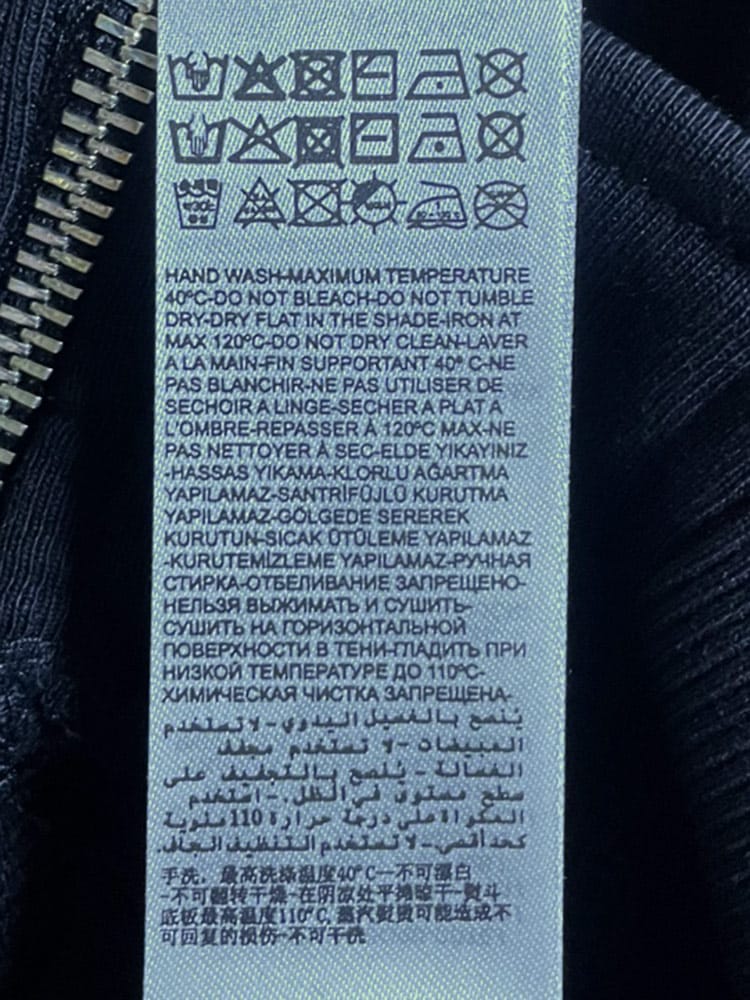 HAND WASH-MAXIMUM TEMPERATURE
40ºC-DO NOT BLEACH-DO NOT TUMBLE
DRY-DRY FLAT IN THE SHADE-IRON AT
MAX 120ºC-DO NOT DRY CLEAN-LAVER
A LA MAIN-FIN SUPPORTANT 40º C-NE
PAS BLANCHIR-NE PAS UTILISER DE
SECHOIR A LINGE-SECHER A PLAT A
L'OMBRE-REPASSER À 120ºC MAX-NE
PAS NETTOYER À SEC-ELDE YIKAYINIZ
-HASSAS YIKAMA-KLORLU AĞARTMA
YAPILAMAZ-SANTRİFÜJLÜ KURUTMA
YAPILAMAZ-GÖLGEDE SEREREK
KURUTUN-SICAK ÜTÜLEME YAPILAMAZ
-KURUTEMİZLEME YAPILAMAZ-РУЧНАЯ
СТИРКА-ОТБЕЛИВАНИЕ ЗАПРЕЩЕНО-
НЕЛЬЗЯ ВЫЖИМАТЬ И СУШИТЬ-
СУШИТЬ НА ГОРИЗОНТАЛЬНОЙ
ПОВЕРХНОСТИ В ТЕНИ-ГЛАДИТЬ ПРИ
НИЗКОЙ ТЕМПЕРАТУРЕ ДО 110ºC-
ХИМИЧЕСКАЯ ЧИСТКА ЗАПРЕЩЕНА-
يُنصح بالغسيل اليدوي - لا تستخدم
المبيضات - لا تستخدم مجفف
الغسالة - يُنصح بالتجفيف على
سطح مستوي في الظل. - استخدم
المكواة على درجة حرارة 110 مئوية
كحد أقصى - لا تستخدم التنظيف الجاف.
手洗，最高洗涤温度40°C—不可漂白
-不可翻转干燥-在阴凉处平摊晾干-熨斗
底板最高温度110°C,蒸汽熨烫可能造成不
可回复的损伤-不可干洗